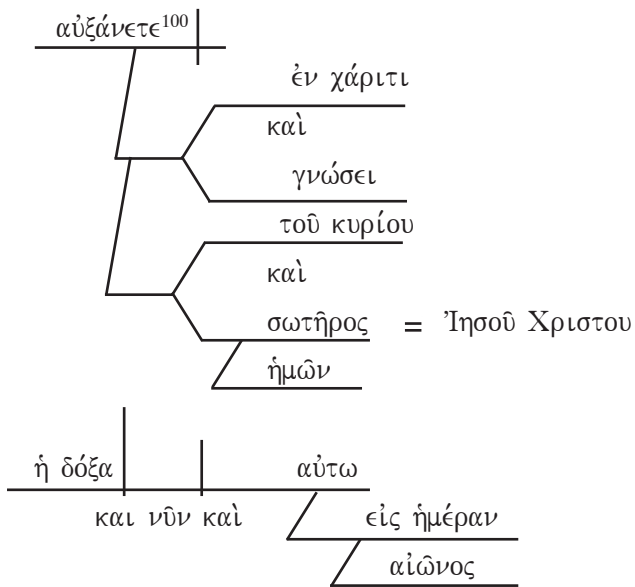 αὐξάνετε¹⁰⁰
ἐν χάριτι
καὶ
γνώσει
τοῦ κυρίου
καὶ
σωτῆρος = Ἰησοῦ Χριστου
ἡμῶν
ἡ δόξα αὐτω
και νῦν καὶ εἰς ἡμέραν
αἰῶνος